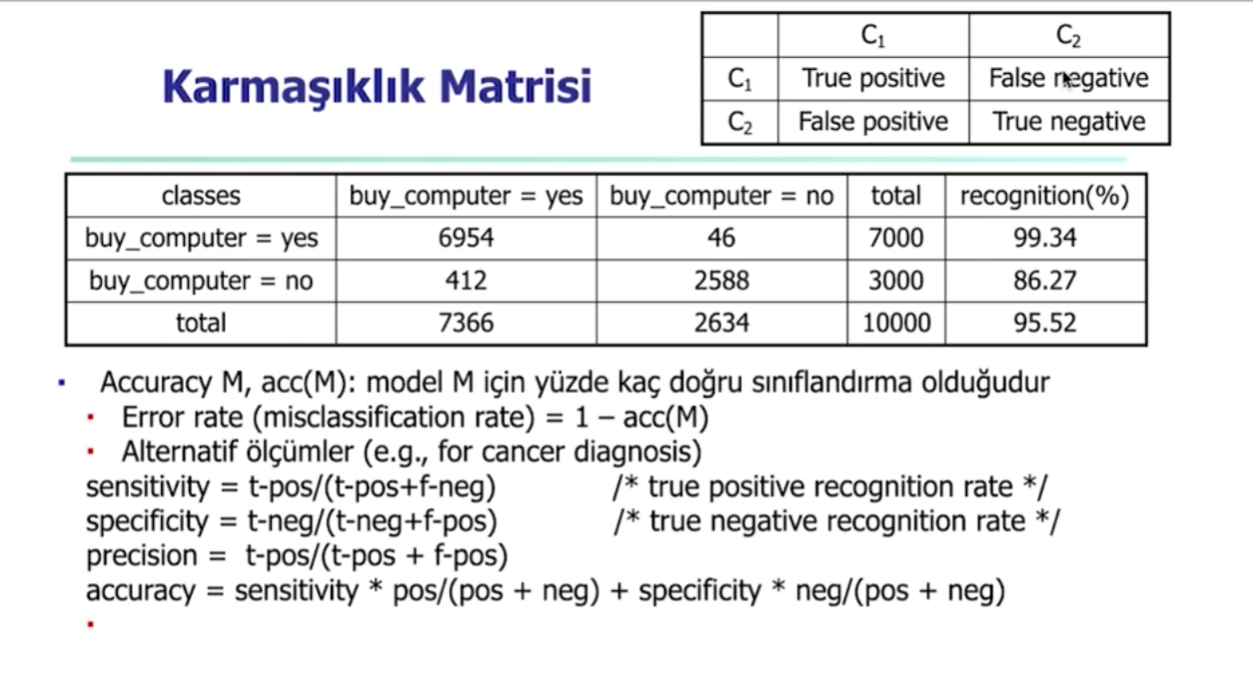 C₁ C₂
Karmaşıklık Matrisi
C₁ True positive False negative
C₂ False positive True negative
classes buy_computer = yes buy_computer = no total recognition(%)
buy_computer = yes 6954 46 7000 99.34
buy_computer = no 412 2588 3000 86.27
total 7366 2634 10000 95.52
▪ Accuracy M, acc(M): model M için yüzde kaç doğru sınıflandırma olduğudur
▪ Error rate (misclassification rate) = 1 – acc(M)
▪ Alternatif ölçümler (e.g., for cancer diagnosis)
sensitivity = t-pos/(t-pos+f-neg) /* true positive recognition rate */
specificity = t-neg/(t-neg+f-pos) /* true negative recognition rate */
precision = t-pos/(t-pos + f-pos)
accuracy = sensitivity * pos/(pos + neg) + specificity * neg/(pos + neg)